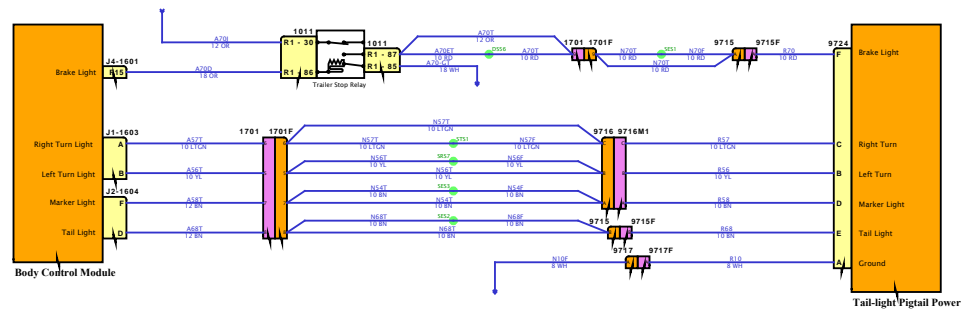 1011
A70J
12 OR
R1 - 30
A70T
12 OR
1011
R1 - 87
A70ET
10 RD
DSS6
A70T
10 RD
1701 1701F
N70T
10 RD
SES1
N70F
10 RD
N70T
10 RD
9715 9715F
R70
10 RD
9724
F
Brake Light
J4-1601
Brake Light
F15
A70D
18 OR
R1 - 86
R1 - 85
A70-GT
18 WH
Trailer Stop Relay
J1-1603
1701 1701F
N57T
10 LTGN
9716 9716M1
Right Turn Light
A
A57T
10 LTGN
N57T
10 LTGN
STS1
N57F
10 LTGN
R57
10 LTGN
C
Right Turn
Left Turn Light
B
A56T
10 YL
N56T
10 YL
SRS7
N56F
10 YL
N56T
10 YL
R56
10 YL
B
Left Turn
J2-1604
Marker Light
F
A58T
12 BN
N54T
10 BN
SES3
N54F
10 BN
N54T
10 BN
R58
10 BN
D
Marker Light
Tail Light
D
A68T
12 BN
N68T
10 BN
SES2
N68F
10 BN
N68T
10 BN
9715 9715F
R68
10 BN
E
Tail Light
9717 9717F
N10F
8 WH
R10
8 WH
A
Ground
Body Control Module
Tail-light Pigtail Power